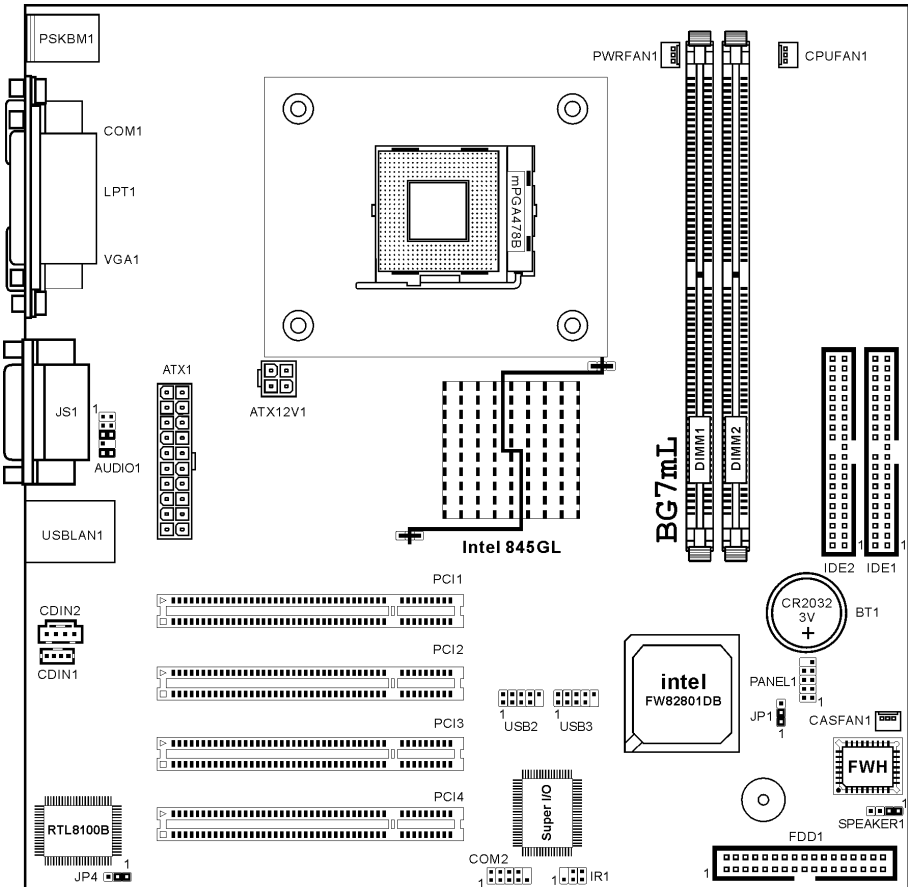 PSKBM1
PWRFAN1
CPUFAN1
COM1
LPT1
VGA1
mPGA478B
ATX1
ATX12V1
JS1
1
AUDIO1
DIMM1
DIMM2
BG7mL
Intel 845GL
USBLAN1
1
1
IDE2
IDE1
CDIN2
CDIN1
PCI1
PCI2
PCI3
PCI4
CR2032
3V
+
BT1
intel
FW82801DB
PANEL1
1
JP1
1
CASFAN1
1
USB2
1
USB3
FWH
1
SPEAKER1
Super I/O
RTL8100B
1
JP4
COM2
1
1
IR1
FDD1
1